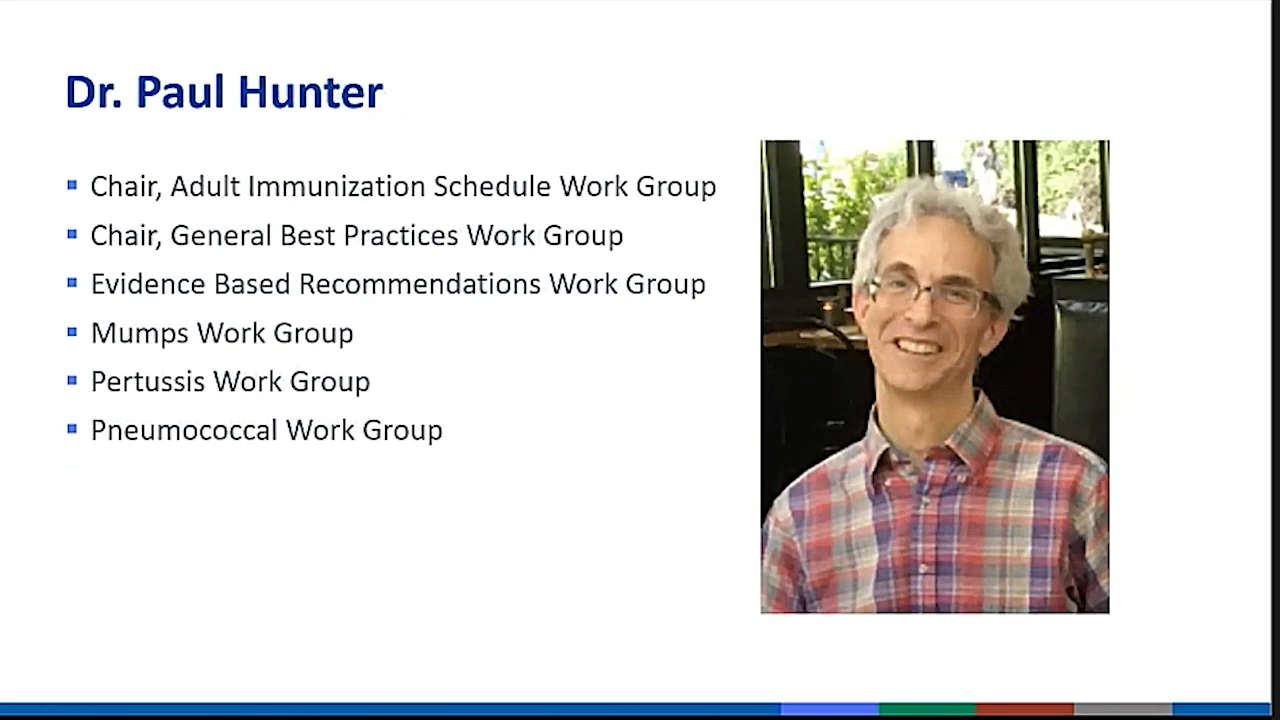 Dr. Paul Hunter
Chair, Adult Immunization Schedule Work Group
Chair, General Best Practices Work Group
Evidence Based Recommendations Work Group
Mumps Work Group
Pertussis Work Group
Pneumococcal Work Group